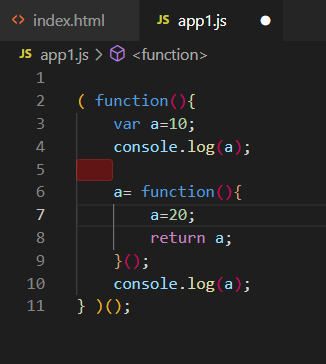 <> index.html JS app1.js ●
JS app1.js > <function>
1
2 ( function(){
3 var a=10;
4 console.log(a);
5
6 a= function(){
7 a=20;
8 return a;
9 }();
10 console.log(a);
11 } )();